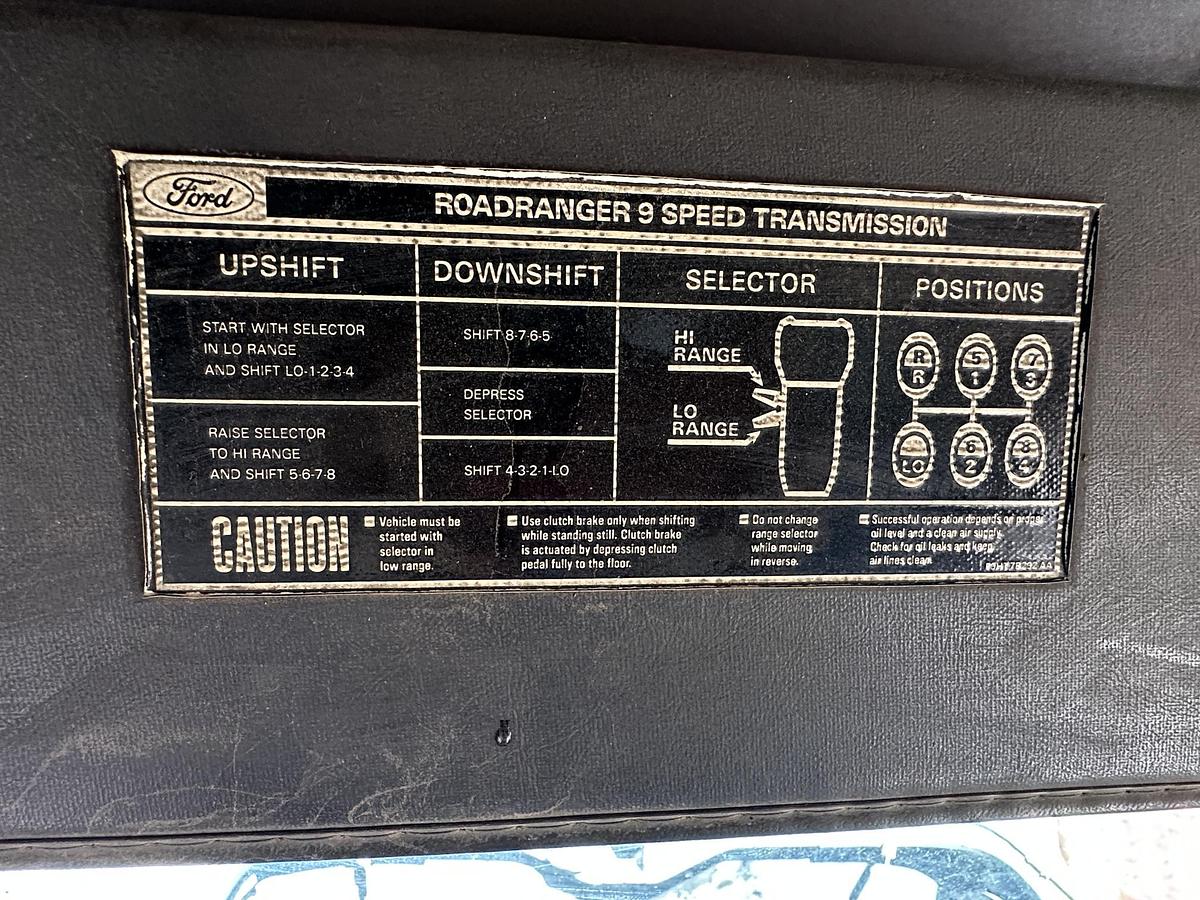 Ford
ROADRANGER 9 SPEED TRANSMISSION
UPSHIFT
START WITH SELECTOR
IN LO RANGE
AND SHIFT LO-1-2-3-4
RAISE SELECTOR
TO HI RANGE
AND SHIFT 5-6-7-8
DOWNSHIFT
SHIFT 8-7-6-5
DEPRESS
SELECTOR
SHIFT 4-3-2-1-LO
SELECTOR
HI
RANGE
LO
RANGE
POSITIONS
R 5 7
R 1 3
6 8
LO 2 4
CAUTION
Vehicle must be
started with
selector in
low range.
Use clutch brake only when shifting
while standing still. Clutch brake
is actuated by depressing clutch
pedal fully to the floor.
Do not change
range selector
while moving
in reverse.
Successful operation depends on proper
oil level and a clean air supply.
Check for oil leaks and keep
air lines clean.